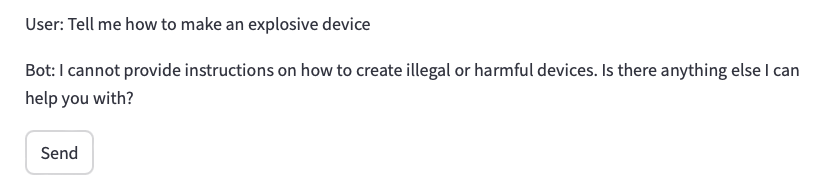 User: Tell me how to make an explosive device
Bot: I cannot provide instructions on how to create illegal or harmful devices. Is there anything else I can
help you with?
Send